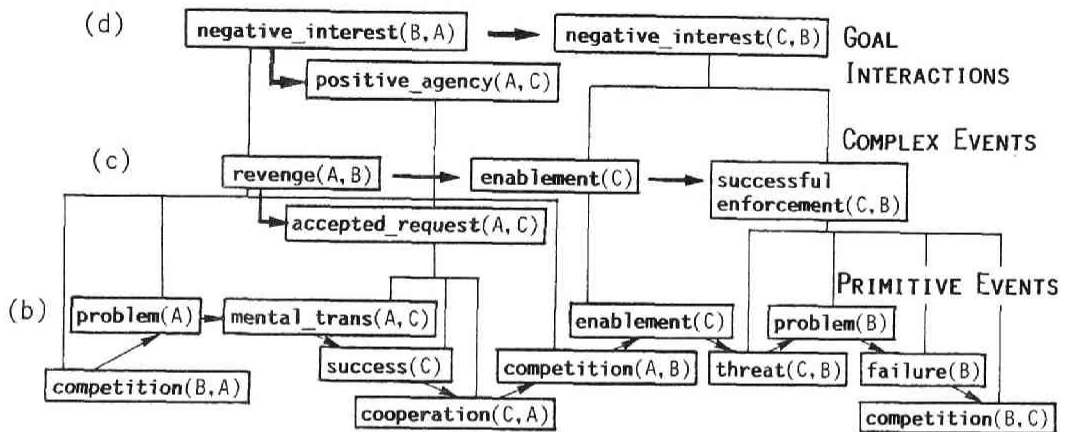 (d)
negative_interest(B,A)
negative_interest(C,B)
GOAL
INTERACTIONS
positive_agency(A,C)
COMPLEX EVENTS
(c)
revenge(A,B)
enablement(C)
successful
enforcement(C,B)
accepted_request(A,C)
PRIMITIVE EVENTS
(b)
problem(A)
mental_trans(A,C)
enablement(C)
problem(B)
success(C)
competition(A,B)
threat(C,B)
failure(B)
competition(B,A)
cooperation(C,A)
competition(B,C)